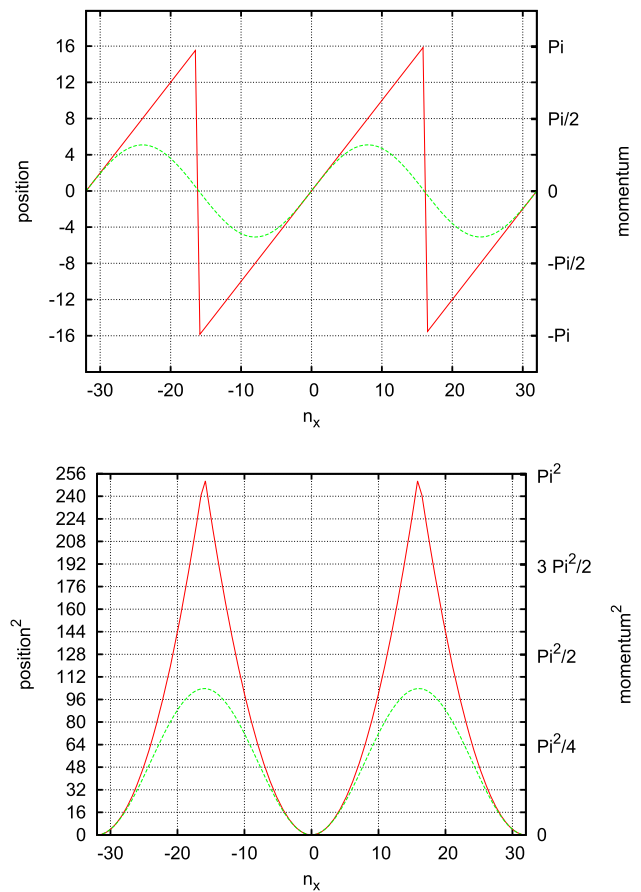 16
12
8
4
0
-4
-8
-12
-16
position
Pi
Pi/2
0
-Pi/2
-Pi
momentum
-30 -20 -10 0 10 20 30
n_x
256
240
224
208
192
176
160
144
128
112
96
80
64
48
32
16
0
position^2
Pi^2
3 Pi^2/2
Pi^2/2
Pi^2/4
0
momentum^2
-30 -20 -10 0 10 20 30
n_x